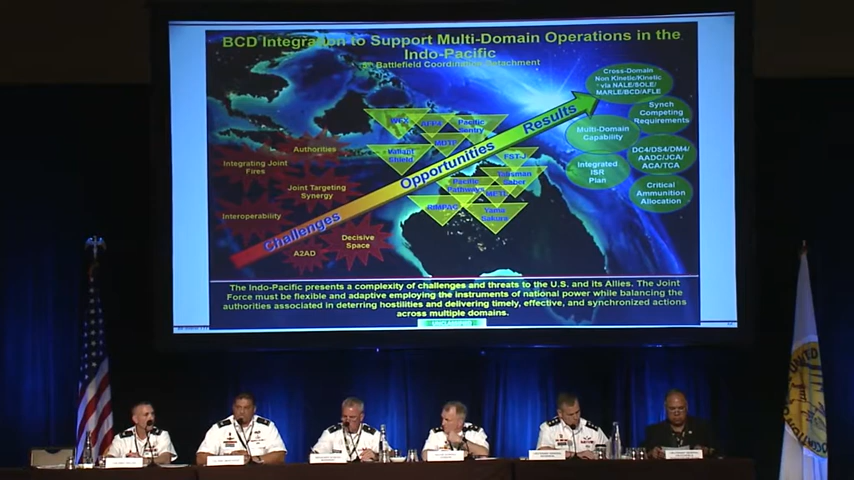 BCD Integration to Support Multi-Domain Operations in the
Indo-Pacific
Battlefield Coordination Detachment
Challenges
Opportunities
Results
Authorities
Integrating Joint
Fires
Joint Targeting
Synergy
Interoperability
Decisive
Space
A2AD
WFX
Pacific
Sentry
MDTF
Valiant
Shield
FST-J
Talisman
Saber
Pacific
Pathways
RIMPAC
Yama
Sakura
Cross-Domain
Non Kinetic/Kinetic
via NALE/SOLE/
MARLE/BCD/AFLE
Synch
Competing
Requirements
Multi-Domain
Capability
DC4/DS4/DM4/
AADC/JCA/
ACA/TCA
Integrated
ISR
Plan
Critical
Ammunition
Allocation
The Indo-Pacific presents a complexity of challenges and threats to the U.S. and its Allies. The Joint
Force must be flexible and adaptive employing the instruments of national power while balancing the
authorities associated in deterring hostilities and delivering timely, effective, and synchronized actions
across multiple domains.
UNCLASSIFIED